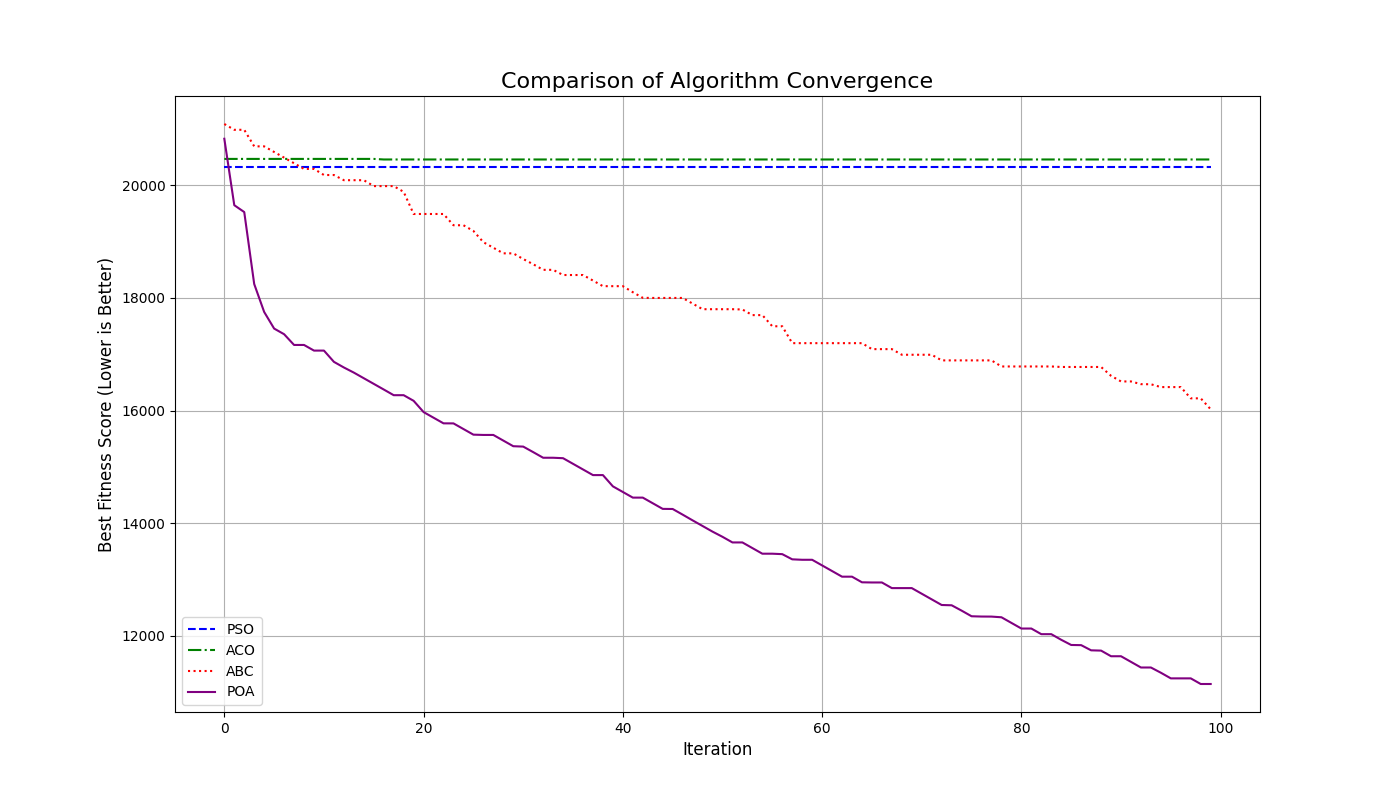 Comparison of Algorithm Convergence
Best Fitness Score (Lower is Better)
20000
18000
16000
14000
12000
PSO
ACO
ABC
POA
0 20 40 60 80 100
Iteration